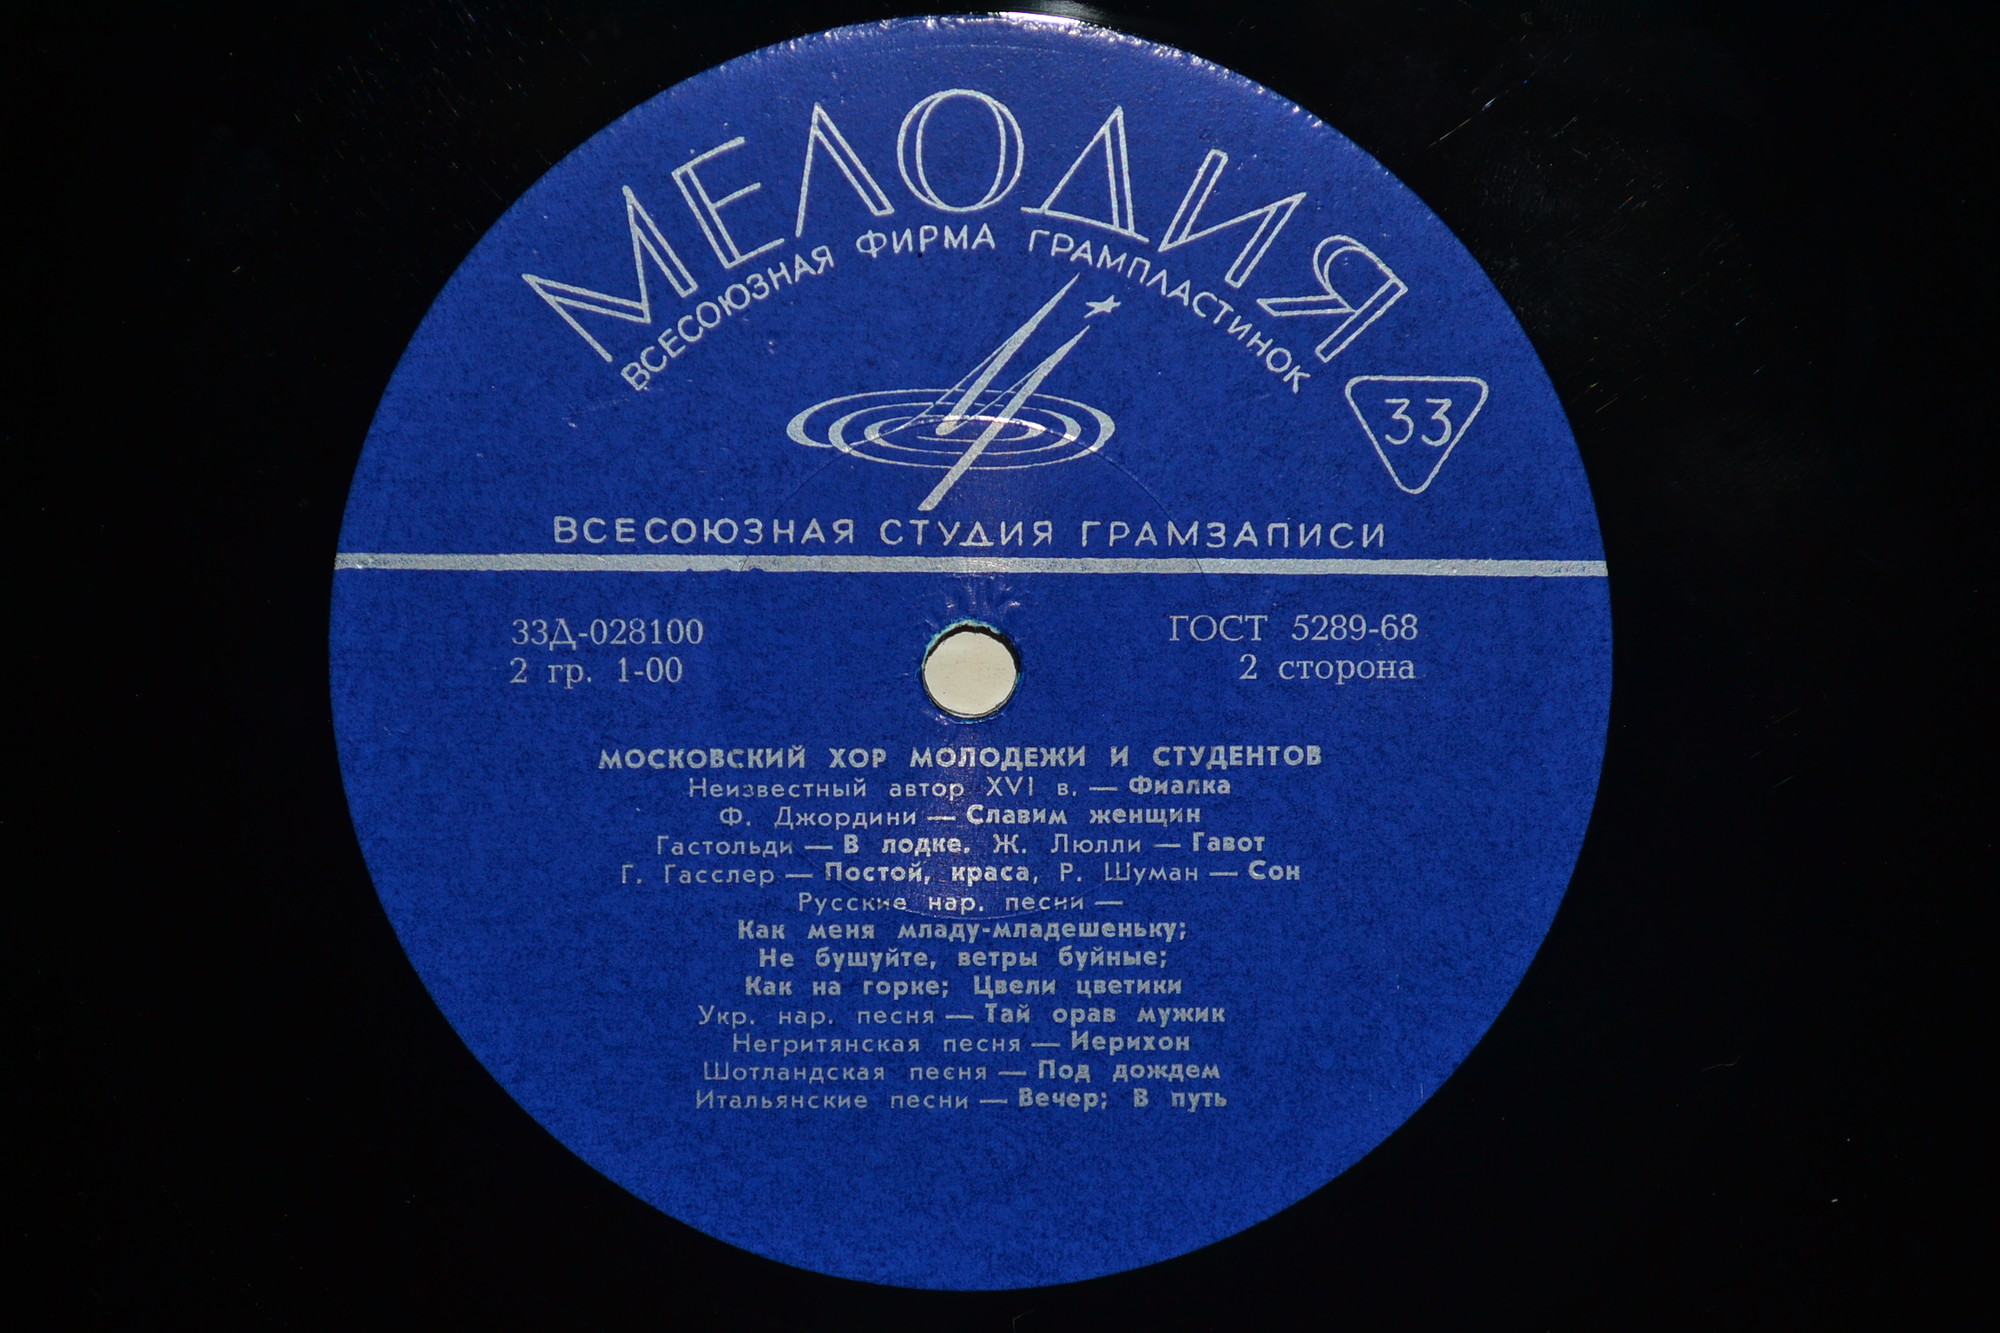 МЕЛОДИЯ
ВСЕСОЮЗНАЯ ФИРМА ГРАМПЛАСТИНОК
33
ВСЕСОЮЗНАЯ СТУДИЯ ГРАМЗАПИСИ
33Д-028100
ГОСТ 5289-68
2 гр. 1-00
2 сторона
МОСКОВСКИЙ ХОР МОЛОДЕЖИ И СТУДЕНТОВ
Неизвестный автор XVI в. — Фиалка
Ф. Джордини — Славим женщин
Гастольди — В лодке, Ж. Люлли — Гавот
Г. Гасслер — Постой, краса, Р. Шуман — Сон
Русские нар. песни —
Как меня младу-младешеньку;
Не бушуйте, ветры буйные;
Как на горке; Цвели цветики
Укр. нар. песня — Тай орав мужик
Негритянская песня — Иерихон
Шотландская песня — Под дождем
Итальянские песни — Вечер; В путь